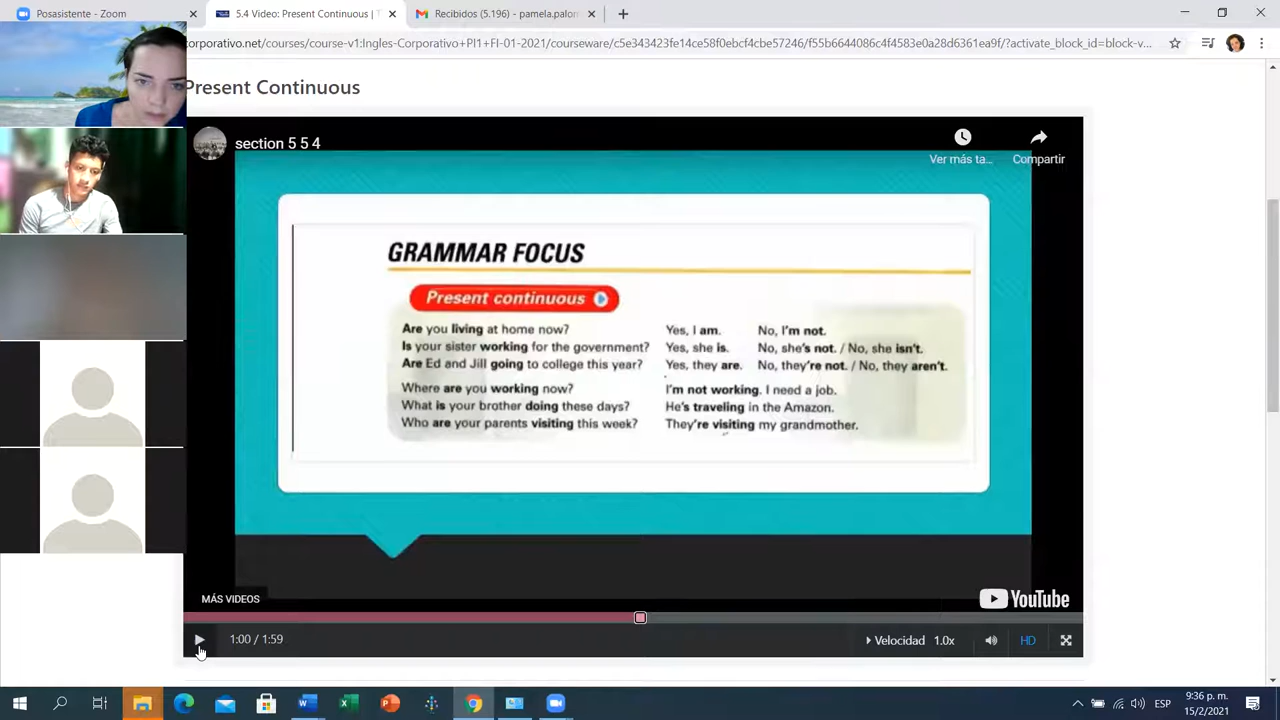 Posasistente - Zoom
5.4 Video: Present Continuous | T
Recibidos (5.196) - pamela.palom
orporativo.net/courses/course-v1:Ingles-Corporativo+PI1+FI-01-2021/courseware/c5e343423fe14ce58f0ebcf4cbe57246/f55b6644086c4f4583e0a28d6361ea9f/?activate_block_id=block-v...
Present Continuous
section 5 5 4
Ver más ta...
Compartir
GRAMMAR FOCUS
Present continuous
Are you living at home now? Yes, I am. No, I'm not.
Is your sister working for the government? Yes, she is. No, she's not. / No, she isn't.
Are Ed and Jill going to college this year? Yes, they are. No, they're not. / No, they aren't.
Where are you working now? I'm not working. I need a job.
What is your brother doing these days? He's traveling in the Amazon.
Who are your parents visiting this week? They're visiting my grandmother.
MÁS VIDEOS
YouTube
1:00 / 1:59
Velocidad 1.0x
HD
ESP
9:36 p. m.
15/2/2021